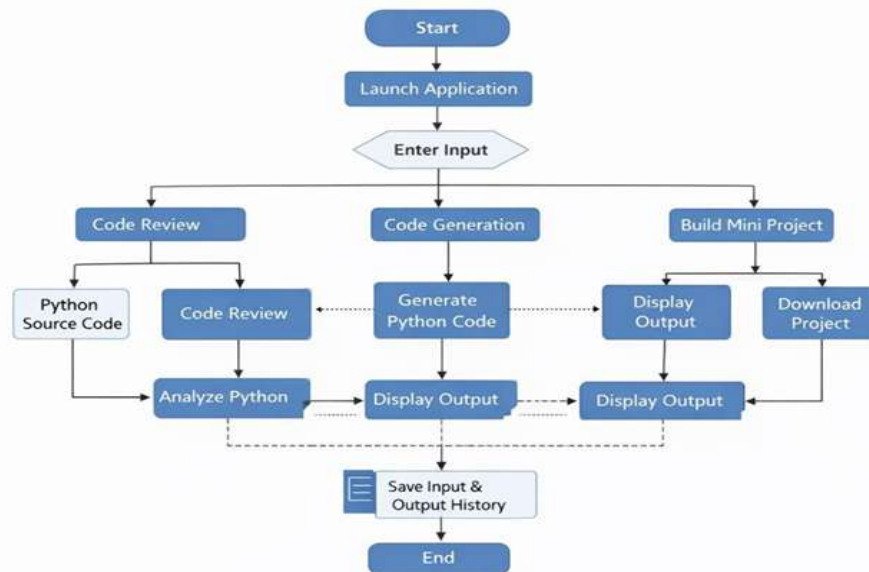 Start
Launch Application
Enter Input
Code Review
Code Generation
Build Mini Project
Python
Source Code
Code Review
Generate
Python Code
Display
Output
Download
Project
Analyze Python
Display Output
Display Output
Save Input &
Output History
End